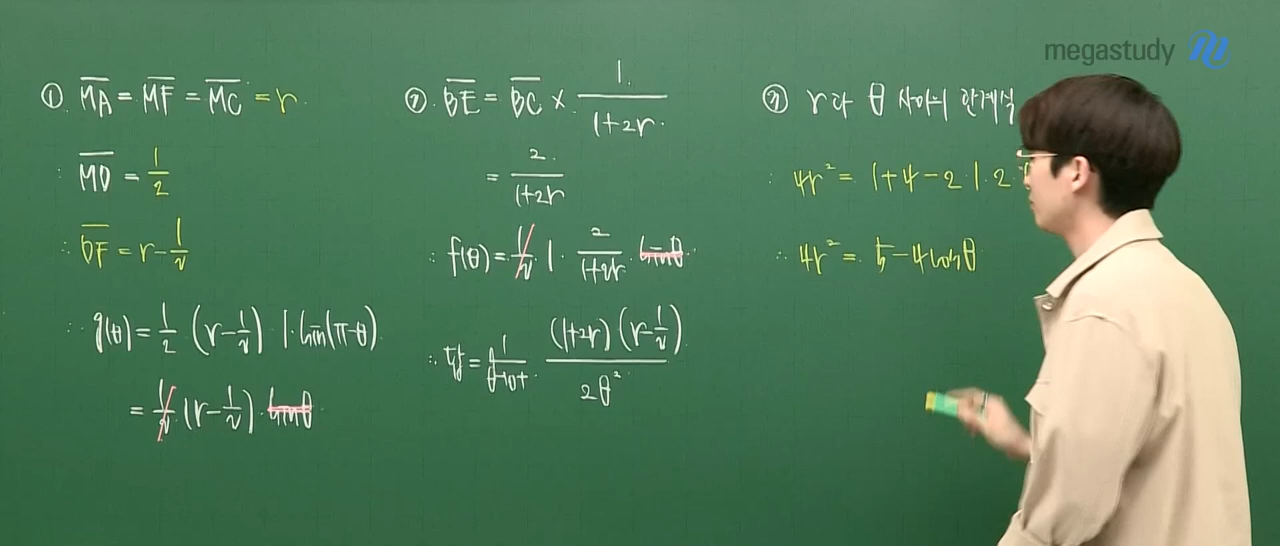 megastudy
① MA = MF = MC = r
MD = 1/2
∴ DF = r - 1/2
∴ g(θ) = 1/2 (r - 1/2) · 1 · sin(π-θ)
= 1/2 (r - 1/2) · sinθ
② BE = BC × 1/(1+2r)
= 2/(1+2r)
∴ f(θ) = 1/2 · 1 · 2/(1+2r) · sinθ
∴ 답 = θ→0+ (1+2r)(r - 1/2) / 2θ²
③ r과 θ 사이의 관계식
4r² = 1+4-2·1·2·
∴ 4r² = 5-4cosθ